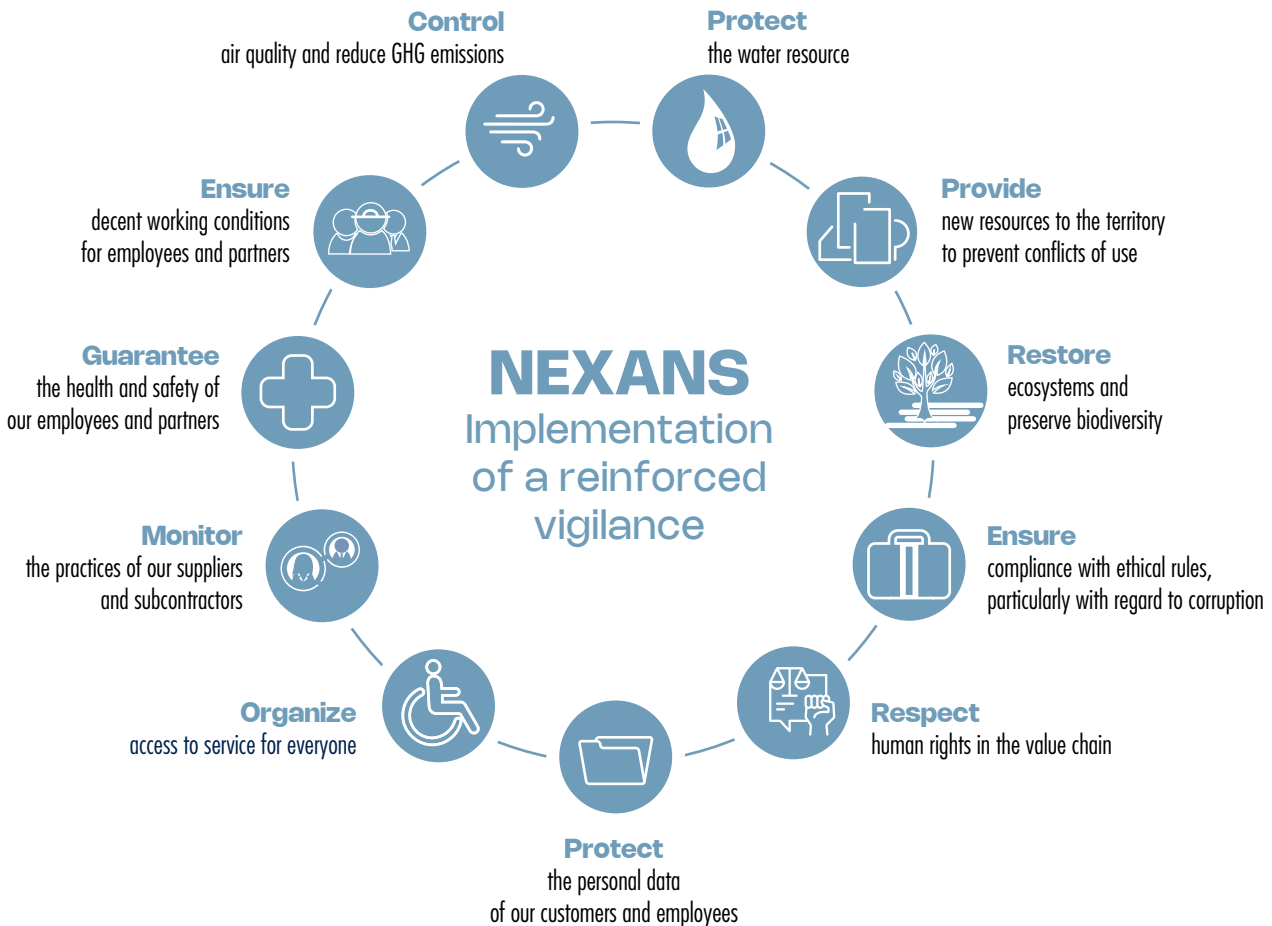 Control
air quality and reduce GHG emissions
Protect
the water resource
Provide
new resources to the territory
to prevent conflicts of use
Restore
ecosystems and
preserve biodiversity
Ensure
compliance with ethical rules,
particularly with regard to corruption
Respect
human rights in the value chain
Protect
the personal data
of our customers and employees
Organize
access to service for everyone
Monitor
the practices of our suppliers
and subcontractors
Guarantee
the health and safety of
our employees and partners
Ensure
decent working conditions
for employees and partners
NEXANS
Implementation
of a reinforced
vigilance